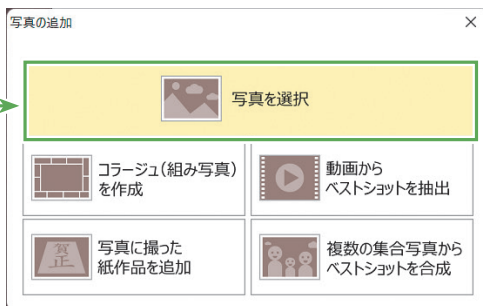 写真の追加
写真を選択
コラージュ(組み写真)
を作成
動画から
ベストショットを抽出
賀正
写真に撮った
紙作品を追加
複数の集合写真から
ベストショットを合成